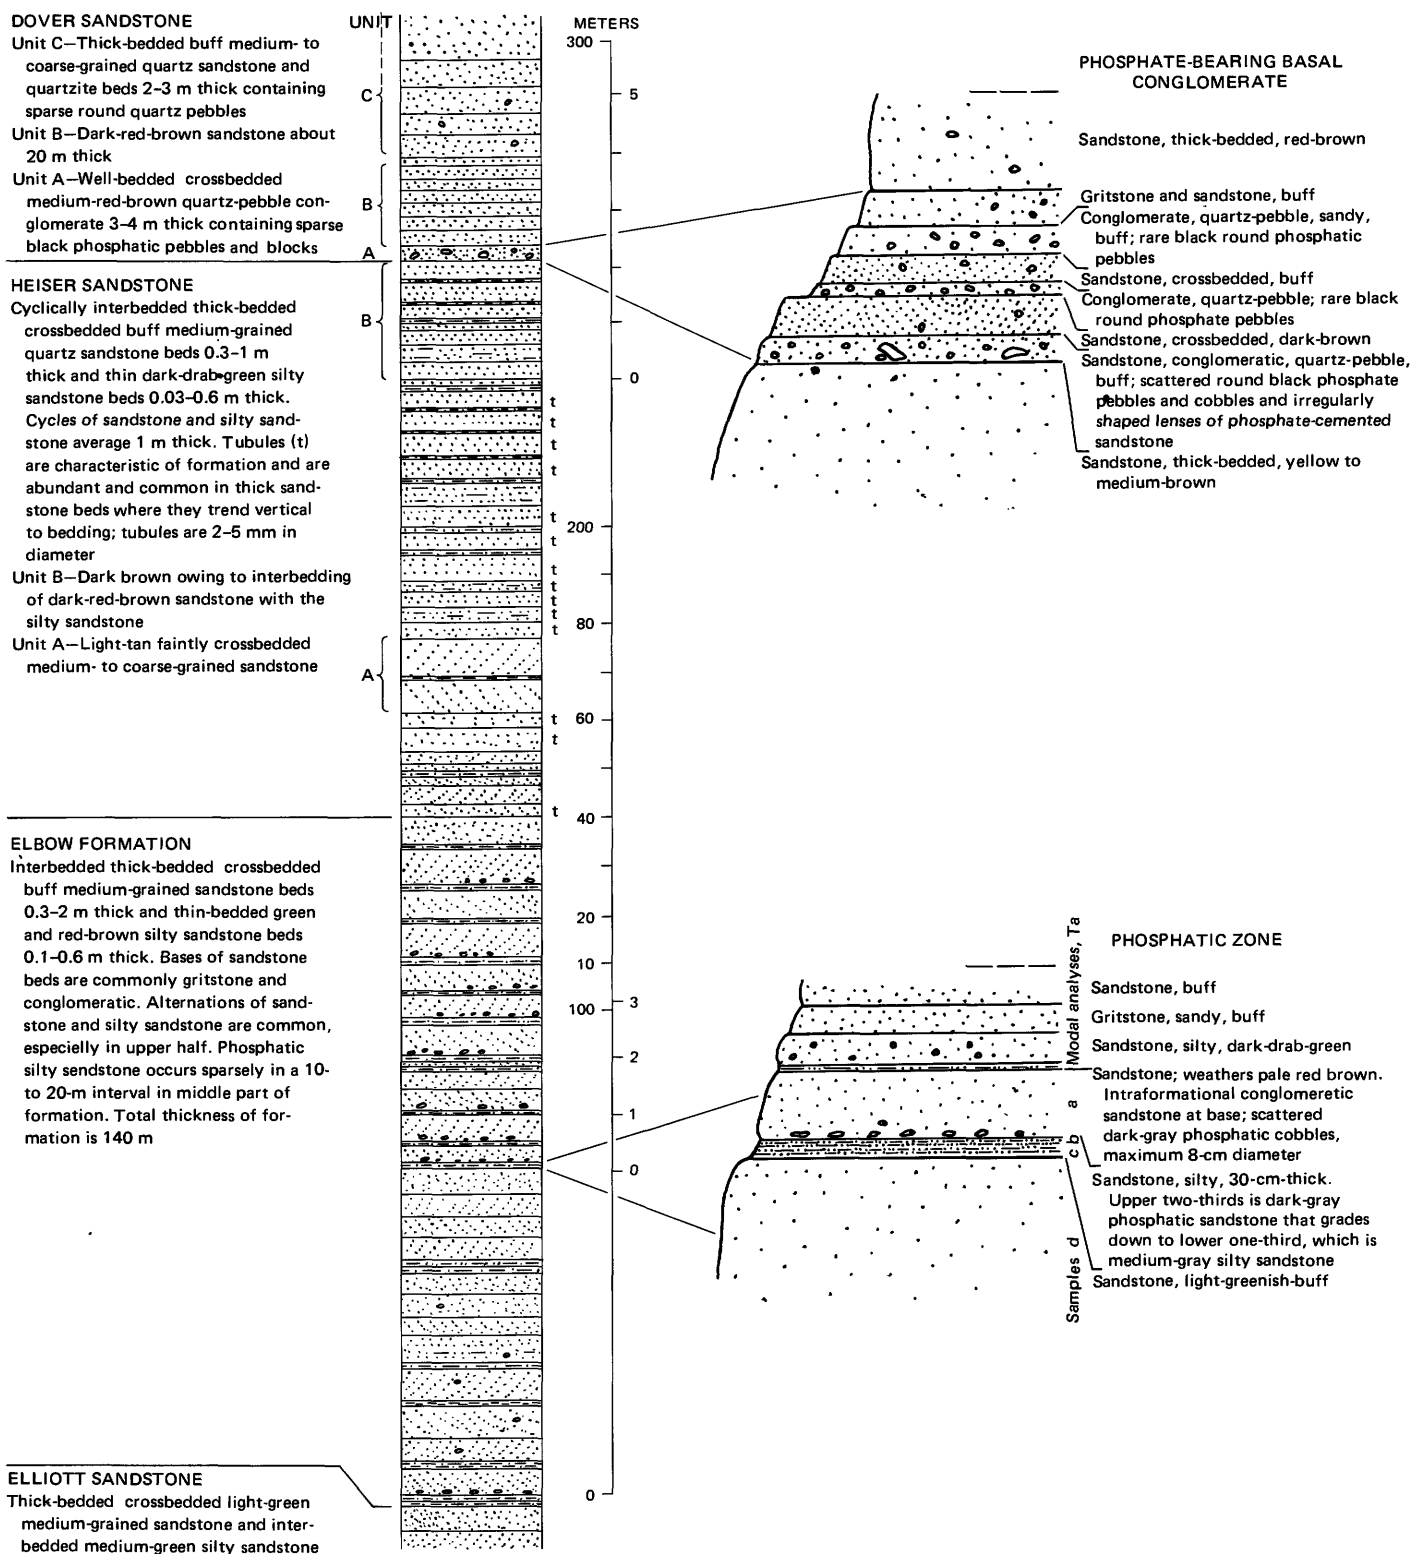 DOVER SANDSTONE
Unit C—Thick-bedded buff medium- to
coarse-grained quartz sandstone and
quartzite beds 2–3 m thick containing
sparse round quartz pebbles
Unit B—Dark-red-brown sandstone about
20 m thick
Unit A—Well-bedded crossbedded
medium-red-brown quartz-pebble con-
glomerate 3–4 m thick containing sparse
black phosphatic pebbles and blocks
HEISER SANDSTONE
Cyclically interbedded thick-bedded
crossbedded buff medium-grained
quartz sandstone beds 0.3–1 m
thick and thin dark-drab-green silty
sandstone beds 0.03–0.6 m thick.
Cycles of sandstone and silty sand-
stone average 1 m thick. Tubules (t)
are characteristic of formation and are
abundant and common in thick sand-
stone beds where they trend vertical
to bedding; tubules are 2–5 mm in
diameter
Unit B—Dark brown owing to interbedding
of dark-red-brown sandstone with the
silty sandstone
Unit A—Light-tan faintly crossbedded
medium- to coarse-grained sandstone
ELBOW FORMATION
Interbedded thick-bedded crossbedded
buff medium-grained sandstone beds
0.3–2 m thick and thin-bedded green
and red-brown silty sandstone beds
0.1–0.6 m thick. Bases of sandstone
beds are commonly gritstone and
conglomeratic. Alternations of sand-
stone and silty sandstone are common,
especielly in upper half. Phosphatic
silty sendstone occurs sparsely in a 10-
to 20-m interval in middle part of
formation. Total thickness of for-
mation is 140 m
ELLIOTT SANDSTONE
Thick-bedded crossbedded light-green
medium-grained sandstone and inter-
bedded medium-green silty sandstone
UNIT
C
B
A
B
A
t
t
t
t
t
t
t
t
t
t
t
t
t
t
METERS
300
200
80
60
40
20
10
100
0
5
0
3
2
1
0
PHOSPHATE-BEARING BASAL
CONGLOMERATE
Sandstone, thick-bedded, red-brown
Gritstone and sandstone, buff
Conglomerate, quartz-pebble, sandy,
buff; rare black round phosphatic
pebbles
Sandstone, crossbedded, buff
Conglomerate, quartz-pebble; rare black
round phosphate pebbles
Sandstone, crossbedded, dark-brown
Sandstone, conglomeratic, quartz-pebble,
buff; scattered round black phosphate
pebbles and cobbles and irregularly
shaped lenses of phosphate-cemented
sandstone
Sandstone, thick-bedded, yellow to
medium-brown
PHOSPHATIC ZONE
Sandstone, buff
Gritstone, sandy, buff
Sandstone, silty, dark-drab-green
Sandstone; weathers pale red brown.
Intraformational conglomeretic
sandstone at base; scattered
dark-gray phosphatic cobbles,
maximum 8-cm diameter
Sandstone, silty, 30-cm-thick.
Upper two-thirds is dark-gray
phosphatic sandstone that grades
down to lower one-third, which is
medium-gray silty sandstone
Sandstone, light-greenish-buff
Modal analyses, Ta
a
b
c
Samples d